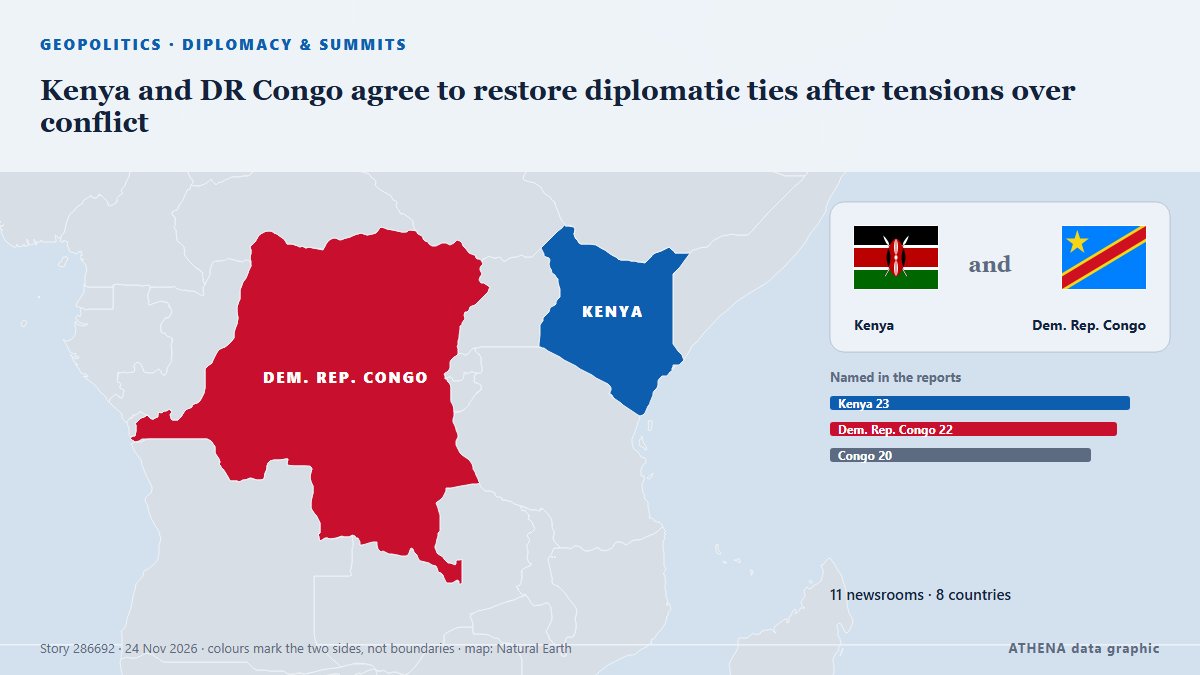 GEOPOLITICS · DIPLOMACY & SUMMITS
Kenya and DR Congo agree to restore diplomatic ties after tensions over
conflict
KENYA
DEM. REP. CONGO
and
Kenya
Dem. Rep. Congo
Named in the reports
Kenya 23
Dem. Rep. Congo 22
Congo 20
11 newsrooms · 8 countries
Story 286692 · 24 Nov 2026 · colours mark the two sides, not boundaries · map: Natural Earth
ATHENA data graphic